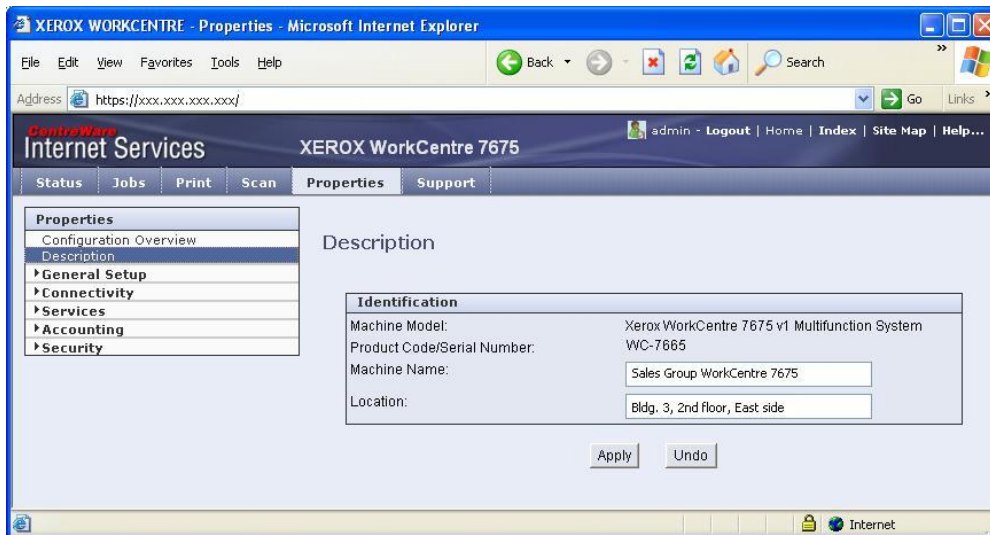 XEROX WORKCENTRE - Properties - Microsoft Internet Explorer
File Edit View Favorites Tools Help
Back
Search
»
Address https://xxx.xxx.xxx.xxx/
Go
Links »
CentreWare
Internet Services
XEROX WorkCentre 7675
admin - Logout | Home | Index | Site Map | Help...
Status Jobs Print Scan Properties Support
Properties
Configuration Overview
Description
General Setup
Connectivity
Services
Accounting
Security
Description
Identification
Machine Model: Xerox WorkCentre 7675 v1 Multifunction System
Product Code/Serial Number: WC-7665
Machine Name: Sales Group WorkCentre 7675
Location: Bldg. 3, 2nd floor, East side
Apply Undo
Internet